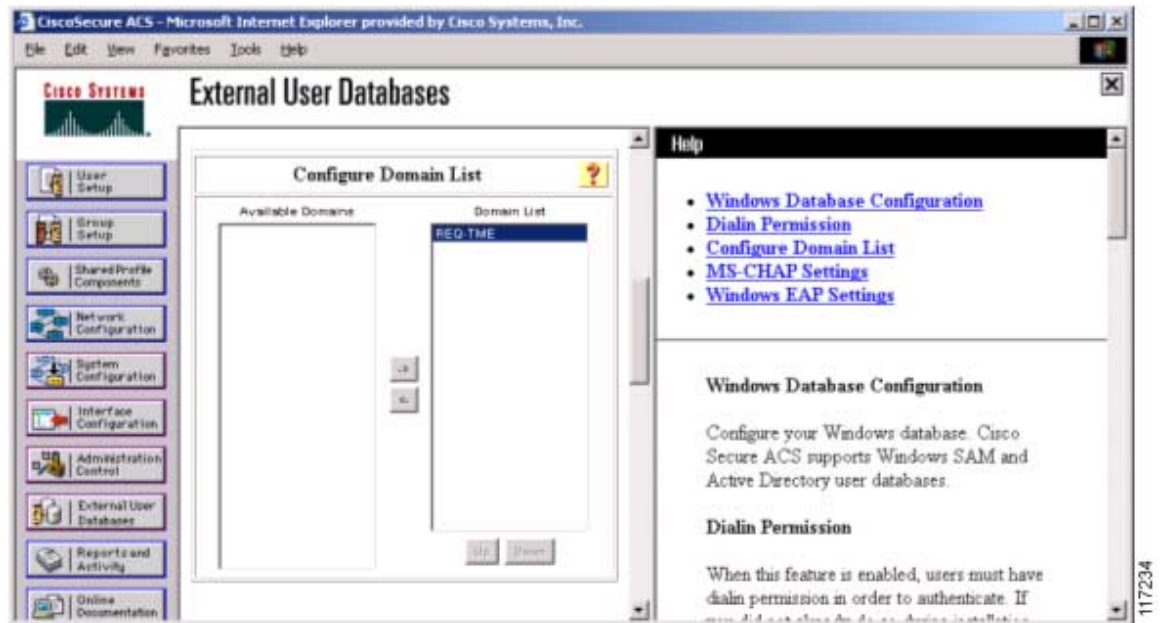 CiscoSecure ACS - Microsoft Internet Explorer provided by Cisco Systems, Inc.
File Edit View Favorites Tools Help
CISCO SYSTEMS
External User Databases
User Setup
Group Setup
Shared Profile Components
Network Configuration
System Configuration
Interface Configuration
Administration Control
External User Databases
Reports and Activity
Online Documentation
Configure Domain List
?
Available Domains
Domain List
REQ-TME
->
<-
Up
Down
Help
• Windows Database Configuration
• Dialin Permission
• Configure Domain List
• MS-CHAP Settings
• Windows EAP Settings
Windows Database Configuration
Configure your Windows database. Cisco
Secure ACS supports Windows SAM and
Active Directory user databases.
Dialin Permission
When this feature is enabled, users must have
dialin permission in order to authenticate. If
117234